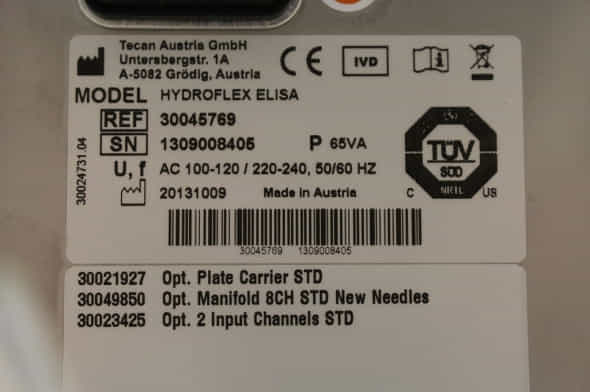 Tecan Austria GmbH
Untersbergstr. 1A
A-5082 Grödig, Austria
CE IVD
MODEL HYDROFLEX ELISA
REF 30045769
SN 1309008405 P 65VA
U, f AC 100-120 / 220-240, 50/60 HZ
20131009 Made in Austria
30024731.04
TÜV
SÜD
NRTL
C US
30045769 1309008405
30021927 Opt. Plate Carrier STD
30049850 Opt. Manifold 8CH STD New Needles
30023425 Opt. 2 Input Channels STD